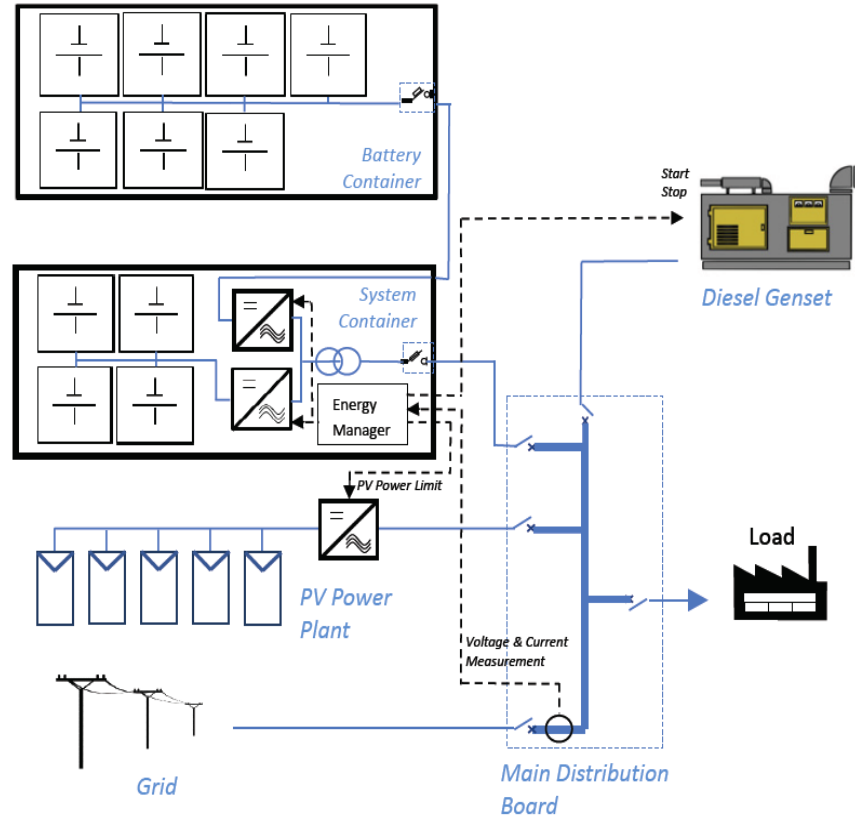 Battery
Container
Start
Stop
Diesel Genset
System
Container
Energy
Manager
PV Power Limit
Load
PV Power
Plant
Voltage & Current
Measurement
Grid
Main Distribution
Board